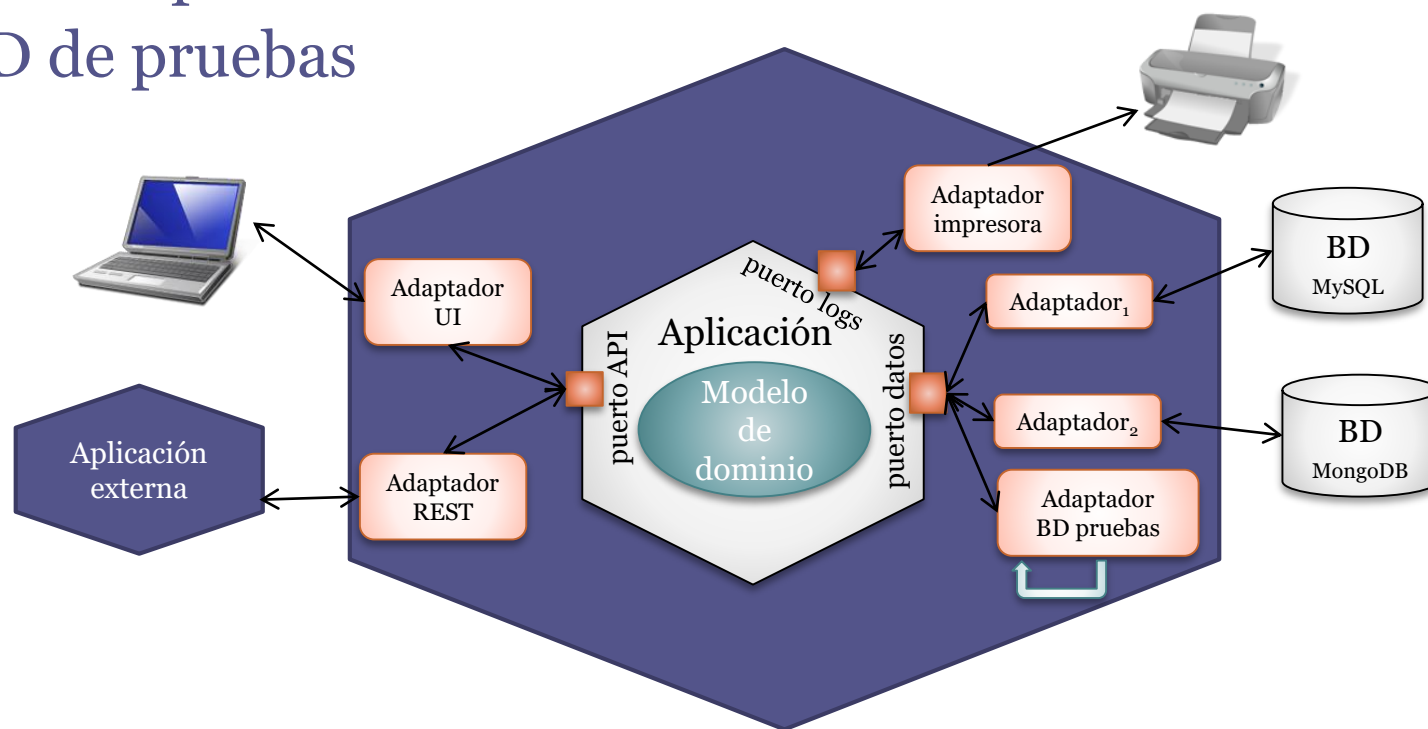 D de pruebas
Adaptador
impresora
BD
MySQL
Adaptador
UI
puerto logs
Adaptador₁
Aplicación
puerto API
puerto datos
Modelo
de
dominio
Adaptador₂
BD
MongoDB
Aplicación
externa
Adaptador
REST
Adaptador
BD pruebas